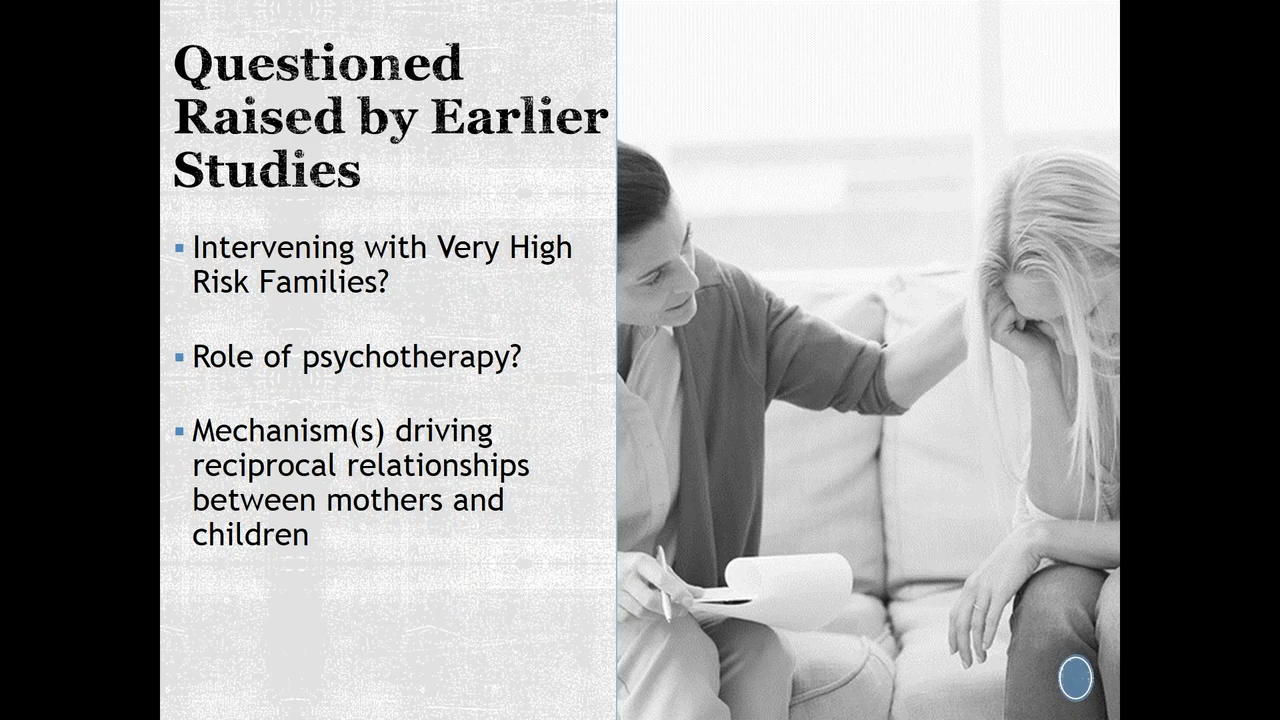 Questioned
Raised by Earlier
Studies
Intervening with Very High
Risk Families?
Role of psychotherapy?
Mechanism(s) driving
reciprocal relationships
between mothers and
children